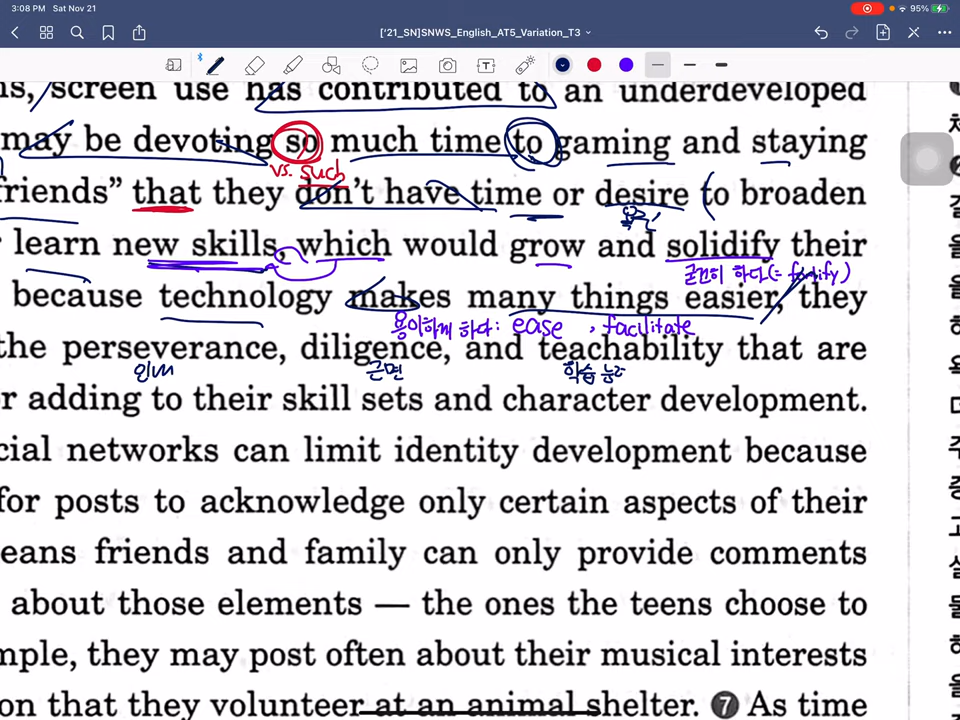 3:08 PM Sat Nov 21
95%
['21_SN]SNWS_English_AT5_Variation_T3
ns, screen use has contributed to an underdeveloped
may be devoting so much time to gaming and staying
vs. such
friends" that they don't have time or desire to broaden
욕구
r learn new skills, which would grow and solidify their
굳건히 하다(= fortify)
because technology makes many things easier, they
용이하게 하다: ease , facilitate
the perseverance, diligence, and teachability that are
인내 근면 학습 능력
r adding to their skill sets and character development.
cial networks can limit identity development because
for posts to acknowledge only certain aspects of their
eans friends and family can only provide comments
about those elements — the ones the teens choose to
mple, they may post often about their musical interests
on that they volunteer at an animal shelter. ❼ As time